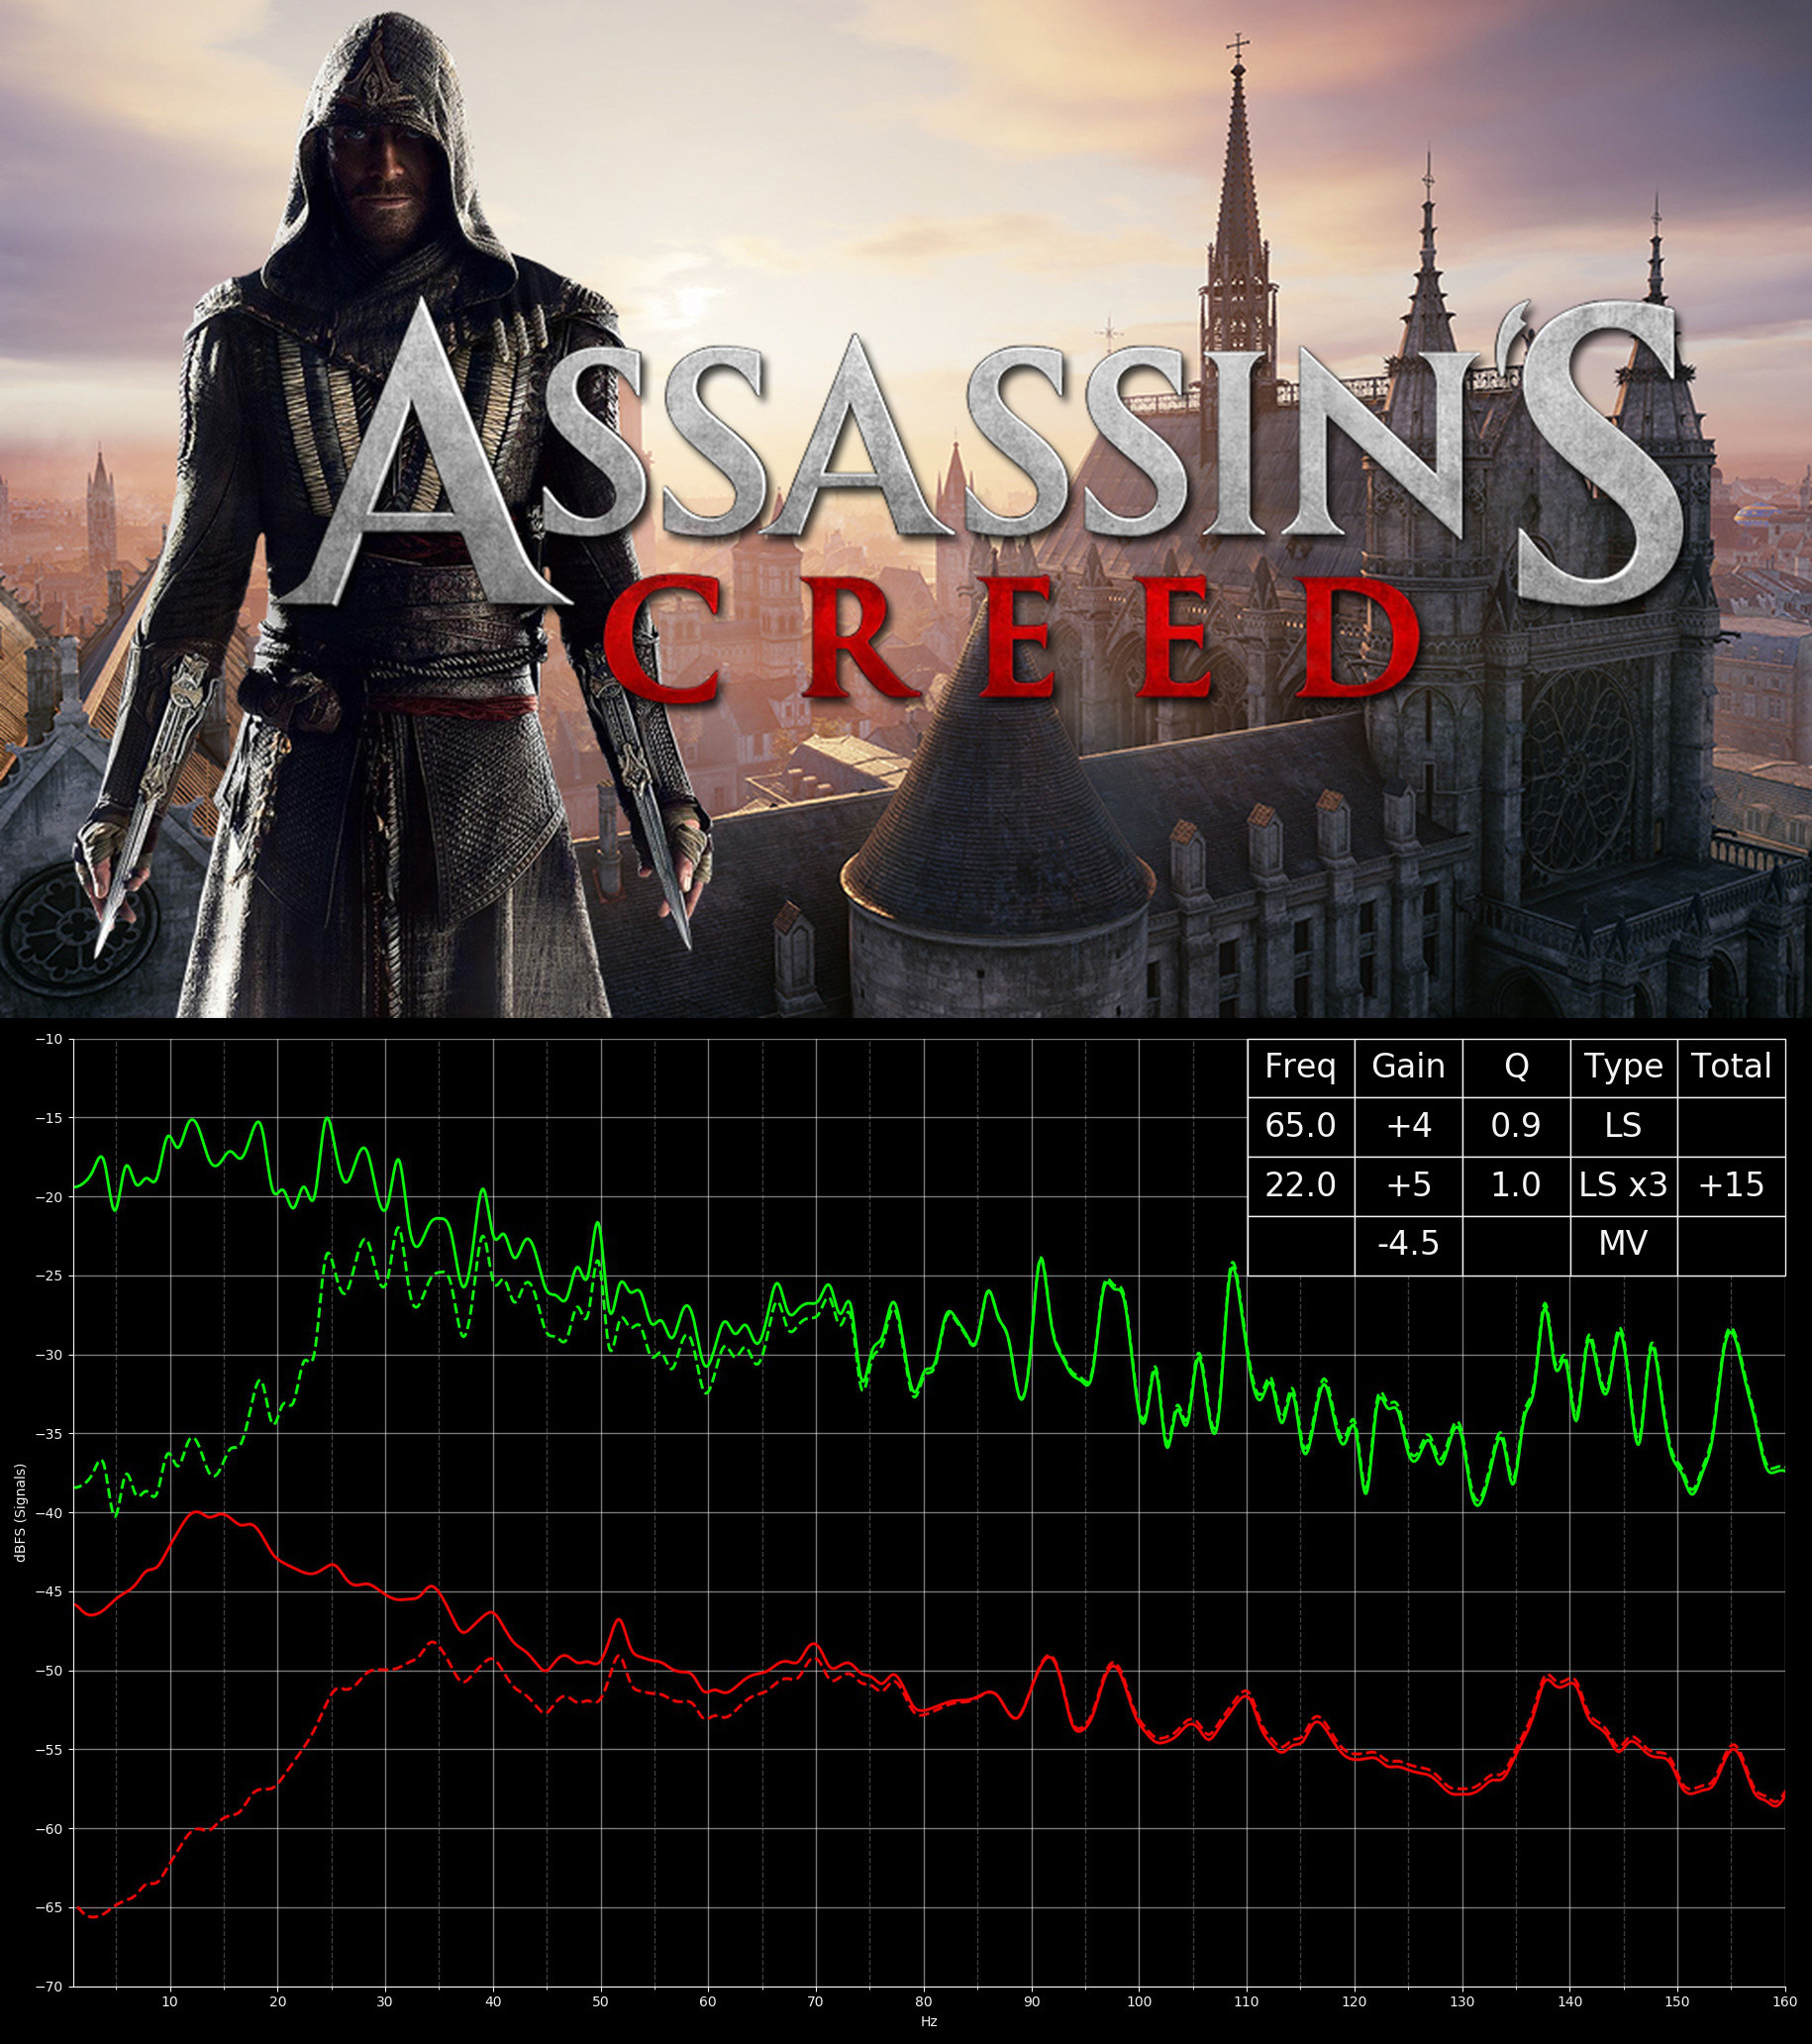 ASSASSIN'S
CREED
Freq Gain Q Type Total
65.0 +4 0.9 LS
22.0 +5 1.0 LS x3 +15
-4.5 MV
−10
−15
−20
−25
−30
−35
−40
−45
−50
−55
−60
−65
−70
dBFS (Signals)
10 20 30 40 50 60 70 80 90 100 110 120 130 140 150 160
Hz